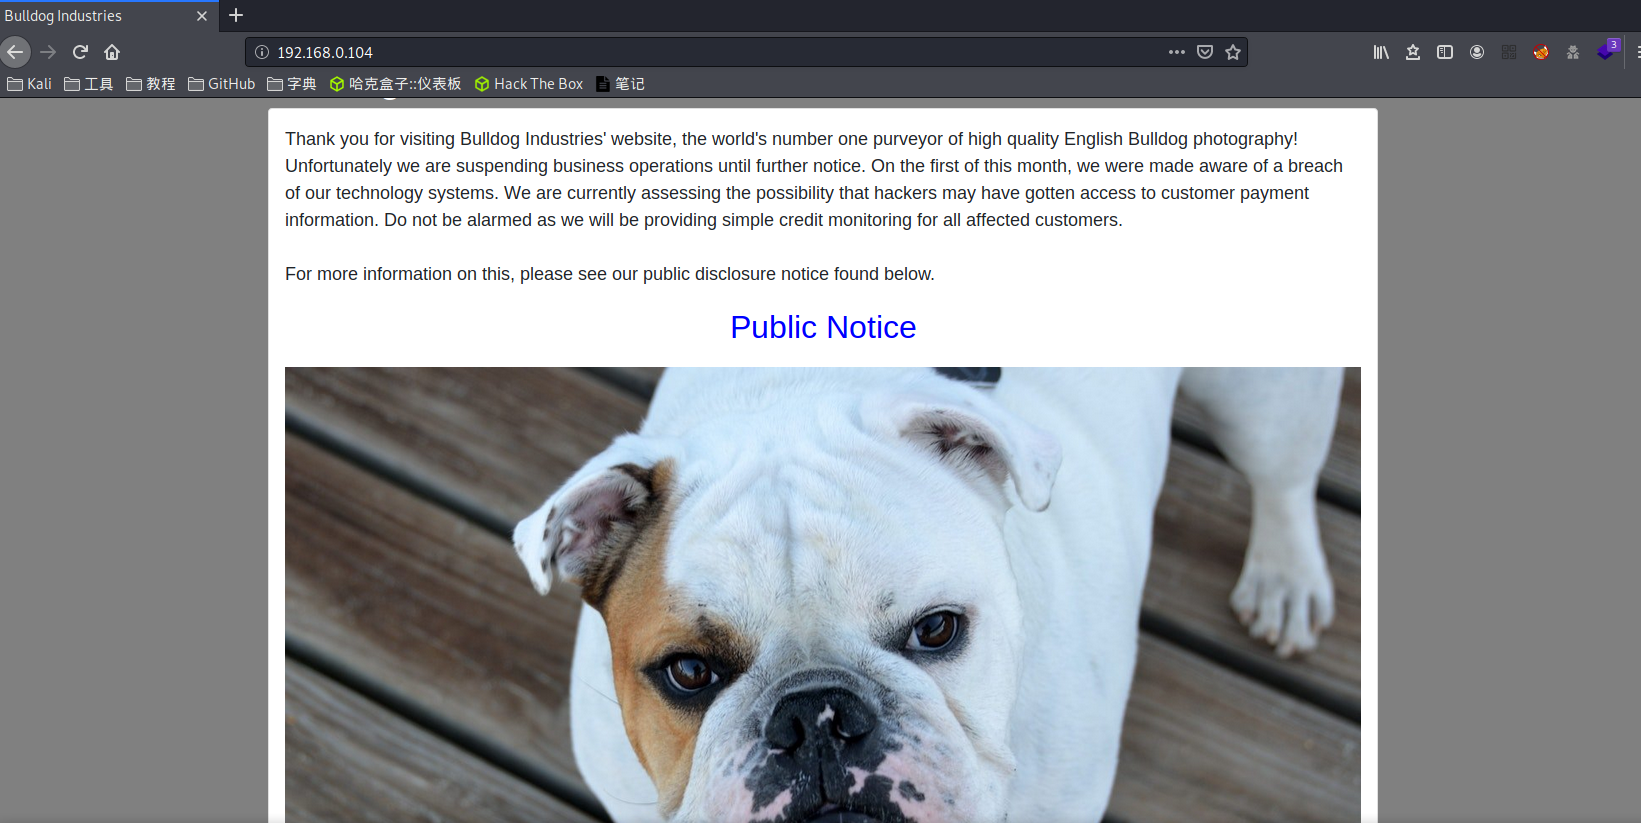 Bulldog Industries
192.168.0.104
3
Kali 工具 教程 GitHub 字典 哈克盒子::仪表板 Hack The Box 笔记
Thank you for visiting Bulldog Industries' website, the world's number one purveyor of high quality English Bulldog photography!
Unfortunately we are suspending business operations until further notice. On the first of this month, we were made aware of a breach
of our technology systems. We are currently assessing the possibility that hackers may have gotten access to customer payment
information. Do not be alarmed as we will be providing simple credit monitoring for all affected customers.
For more information on this, please see our public disclosure notice found below.
Public Notice